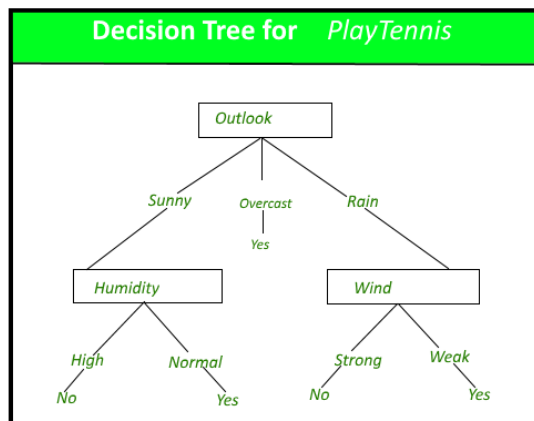 Decision Tree for PlayTennis
Outlook
Sunny
Overcast
Rain
Yes
Humidity
Wind
High
Normal
Strong
Weak
No
Yes
No
Yes